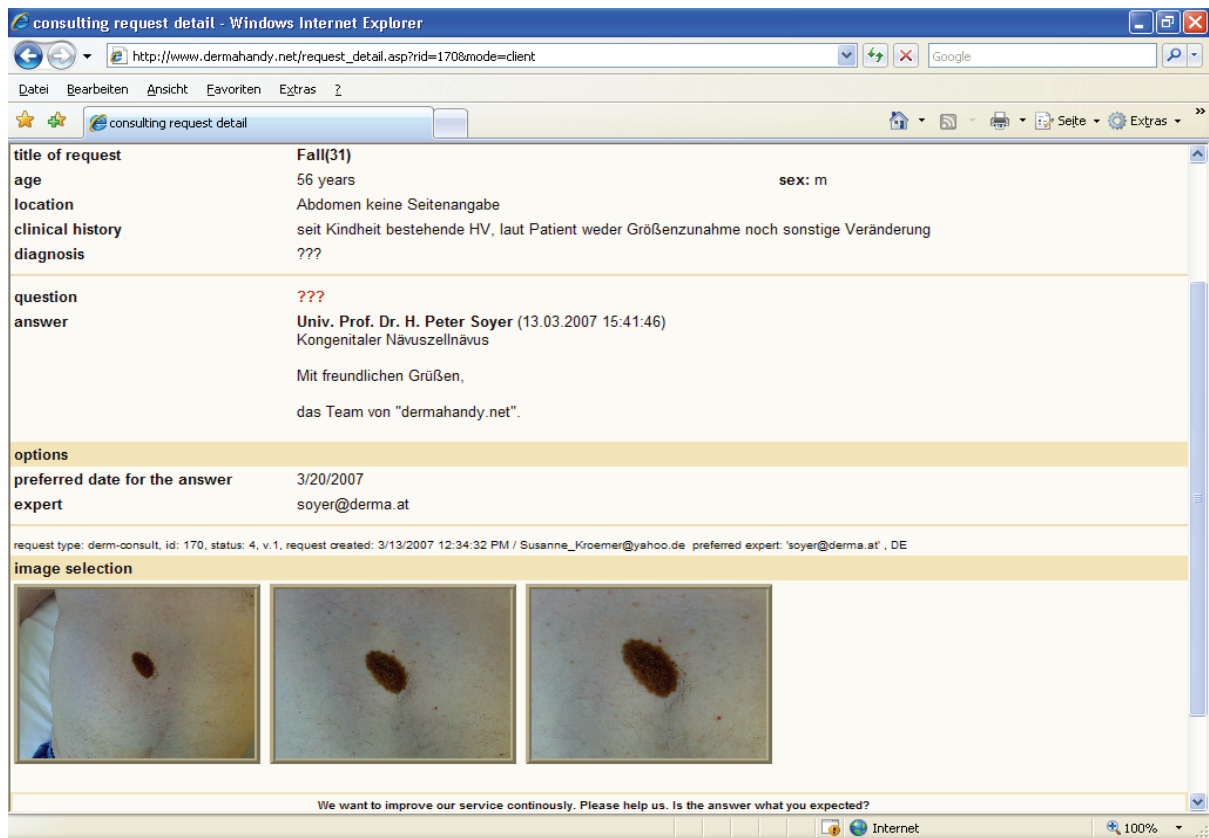 consulting request detail - Windows Internet Explorer
http://www.dermahandy.net/request_detail.asp?rid=170&mode=client
Google
Datei Bearbeiten Ansicht Favoriten Extras ?
consulting request detail
Seite Extras »
title of request Fall(31)
age 56 years sex: m
location Abdomen keine Seitenangabe
clinical history seit Kindheit bestehende HV, laut Patient weder Größenzunahme noch sonstige Veränderung
diagnosis ???
question ???
answer Univ. Prof. Dr. H. Peter Soyer (13.03.2007 15:41:46)
Kongenitaler Nävuszellnävus
Mit freundlichen Grüßen,
das Team von "dermahandy.net".
options
preferred date for the answer 3/20/2007
expert soyer@derma.at
request type: derm-consult, id: 170, status: 4, v.1, request created: 3/13/2007 12:34:32 PM / Susanne_Kroemer@yahoo.de preferred expert: 'soyer@derma.at' , DE
image selection
We want to improve our service continously. Please help us. Is the answer what you expected?
Internet 100%